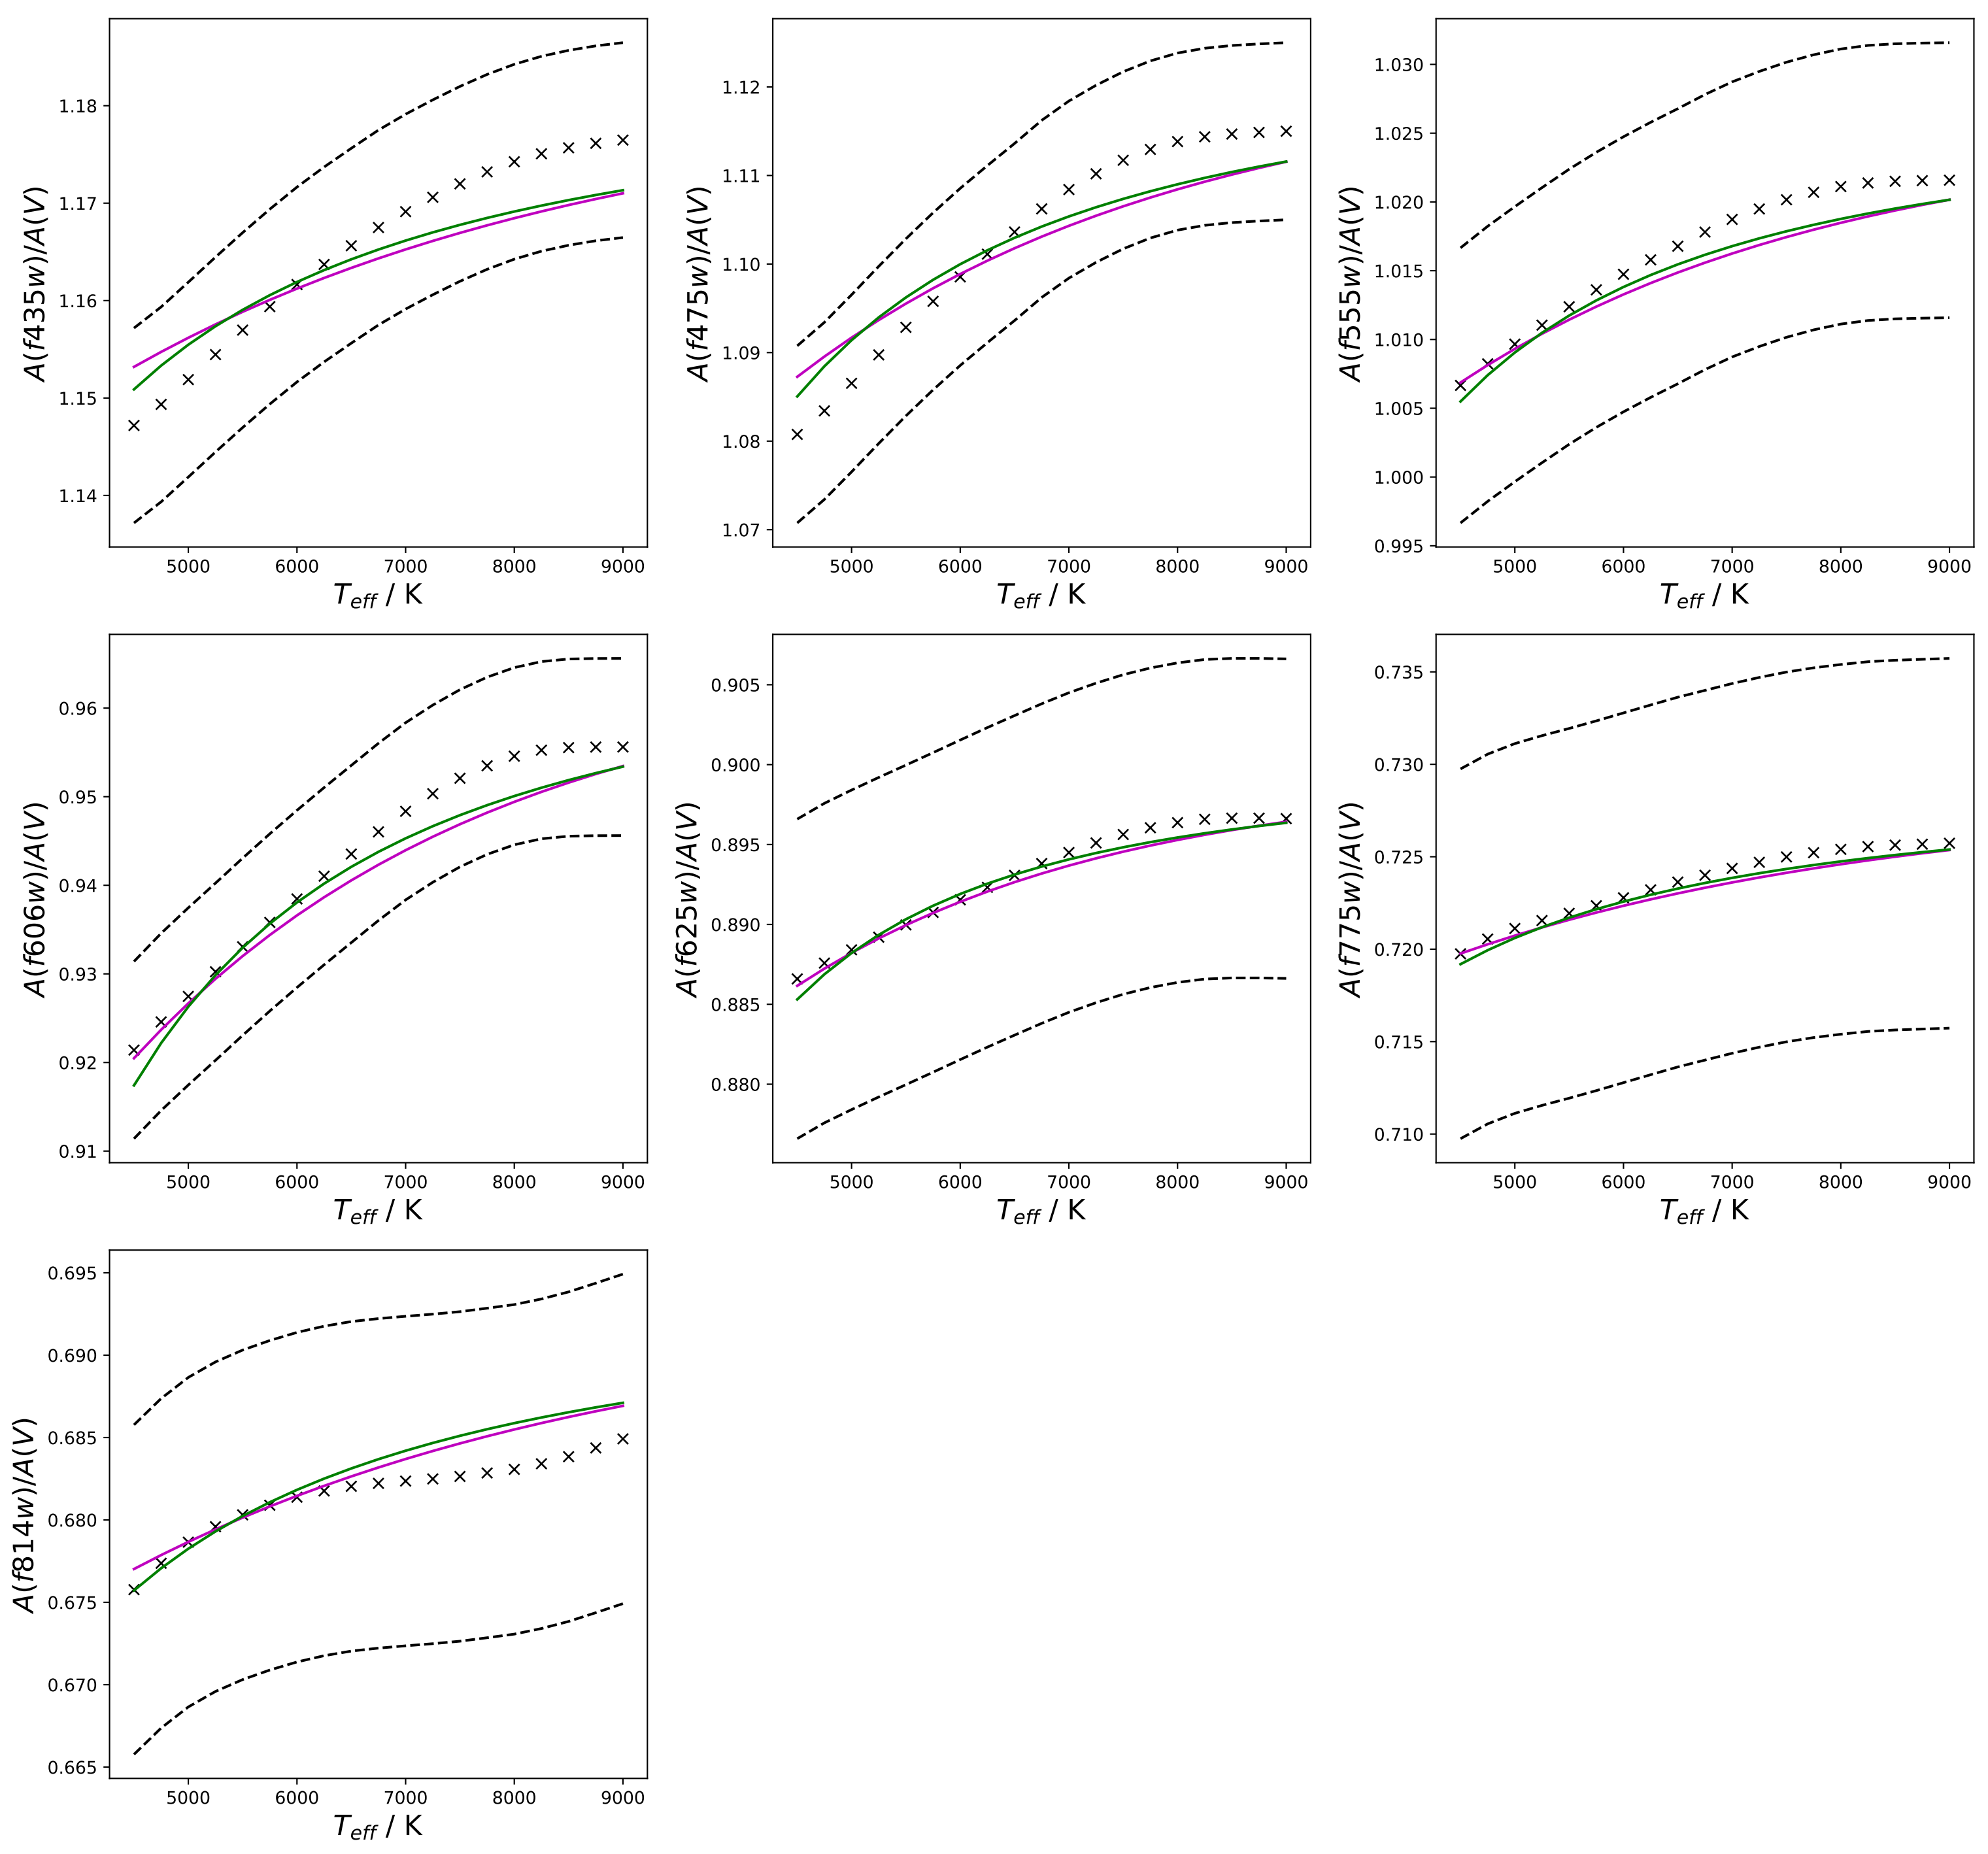 A(f435w)/A(V)
1.18
1.17
1.16
1.15
1.14
5000 6000 7000 8000 9000
T_eff / K
A(f475w)/A(V)
1.12
1.11
1.10
1.09
1.08
1.07
5000 6000 7000 8000 9000
T_eff / K
A(f555w)/A(V)
1.030
1.025
1.020
1.015
1.010
1.005
1.000
0.995
5000 6000 7000 8000 9000
T_eff / K
A(f606w)/A(V)
0.96
0.95
0.94
0.93
0.92
0.91
5000 6000 7000 8000 9000
T_eff / K
A(f625w)/A(V)
0.905
0.900
0.895
0.890
0.885
0.880
5000 6000 7000 8000 9000
T_eff / K
A(f775w)/A(V)
0.735
0.730
0.725
0.720
0.715
0.710
5000 6000 7000 8000 9000
T_eff / K
A(f814w)/A(V)
0.695
0.690
0.685
0.680
0.675
0.670
0.665
5000 6000 7000 8000 9000
T_eff / K